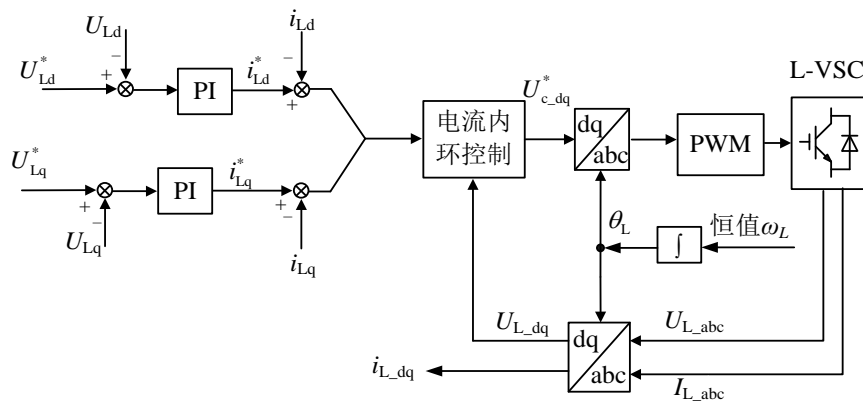 U_Ld
i_Ld
−
−
U*_Ld
+
PI
i*_Ld
+
L-VSC
电流内
环控制
U*_c_dq
dq
abc
PWM
U*_Lq
+
−
PI
i*_Lq
+
−
U_Lq
i_Lq
θ_L
∫
恒值ω_L
U_L_dq
dq
abc
U_L_abc
i_L_dq
I_L_abc